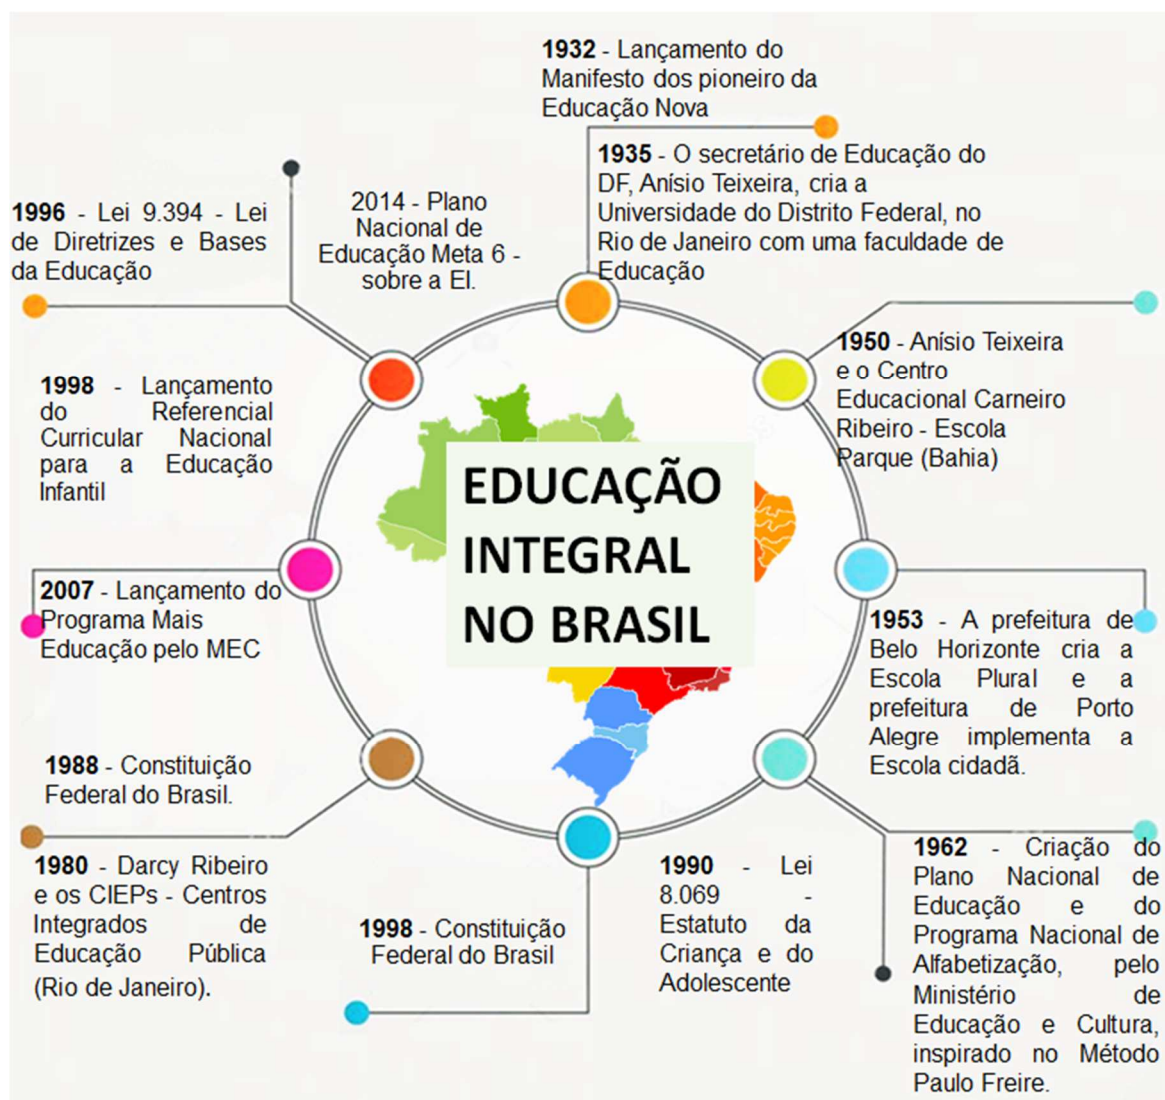 1932 - Lançamento do
Manifesto dos pioneiro da
Educação Nova
1935 - O secretário de Educação do
DF, Anísio Teixeira, cria a
Universidade do Distrito Federal, no
Rio de Janeiro com uma faculdade de
Educação
2014 - Plano
Nacional de
Educação Meta 6 -
sobre a EI.
1996 - Lei 9.394 - Lei
de Diretrizes e Bases
da Educação
1950 - Anísio Teixeira
e o Centro
Educacional Carneiro
Ribeiro - Escola
Parque (Bahia)
1998 - Lançamento
do Referencial
Curricular Nacional
para a Educação
Infantil
EDUCAÇÃO
INTEGRAL
NO BRASIL
2007 - Lançamento do
Programa Mais
Educação pelo MEC
1953 - A prefeitura de
Belo Horizonte cria a
Escola Plural e a
prefeitura de Porto
Alegre implementa a
Escola cidadã.
1988 - Constituição
Federal do Brasil.
1980 - Darcy Ribeiro
e os CIEPs - Centros
Integrados de
Educação Pública
(Rio de Janeiro).
1998 - Constituição
Federal do Brasil
1990 - Lei
8.069 -
Estatuto da
Criança e do
Adolescente
1962 - Criação do
Plano Nacional de
Educação e do
Programa Nacional de
Alfabetização, pelo
Ministério de
Educação e Cultura,
inspirado no Método
Paulo Freire.